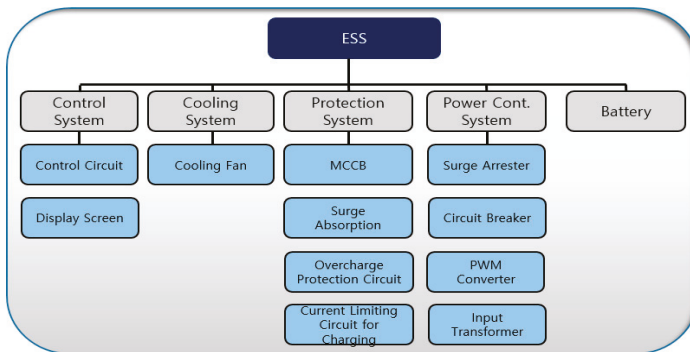 ESS
Control
System
Cooling
System
Protection
System
Power Cont.
System
Battery
Control Circuit
Cooling Fan
MCCB
Surge Arrester
Display Screen
Surge
Absorption
Circuit Breaker
Overcharge
Protection Circuit
PWM
Converter
Current Limiting
Circuit for
Charging
Input
Transformer